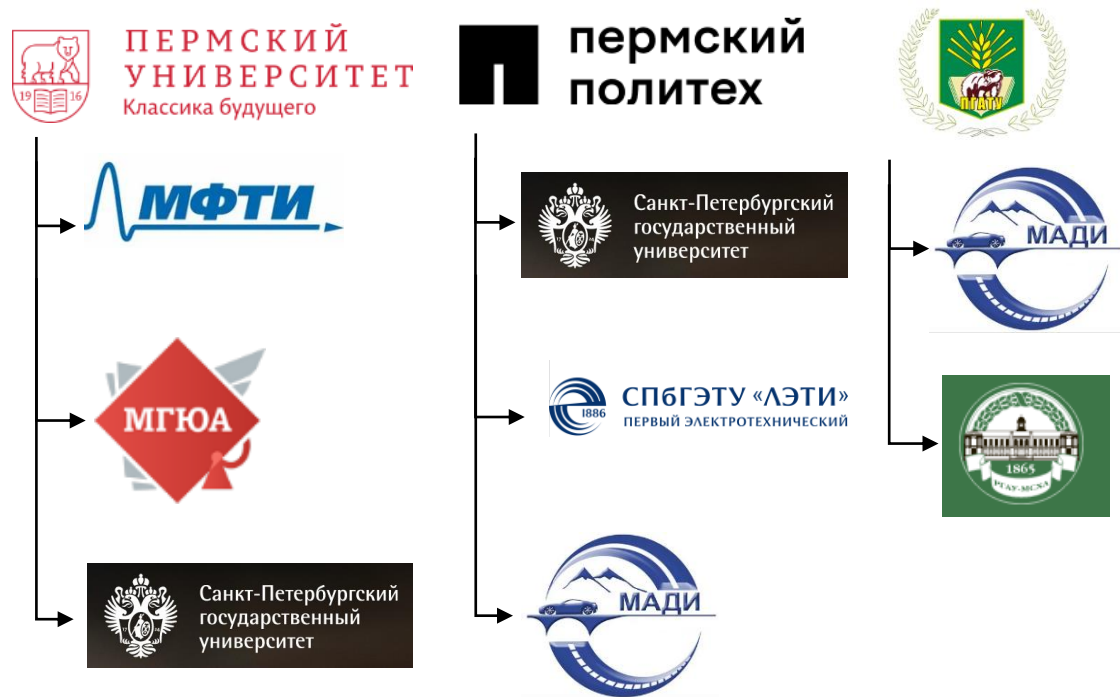 ПЕРМСКИЙ
УНИВЕРСИТЕТ
Классика будущего
19 16
МФТИ
МГЮА
Санкт-Петербургский
государственный
университет
пермский
политех
Санкт-Петербургский
государственный
университет
1886
СПбГЭТУ «ЛЭТИ»
ПЕРВЫЙ ЭЛЕКТРОТЕХНИЧЕСКИЙ
МАДИ
ПГАТУ
МАДИ
1865
РГАУ-МСХА